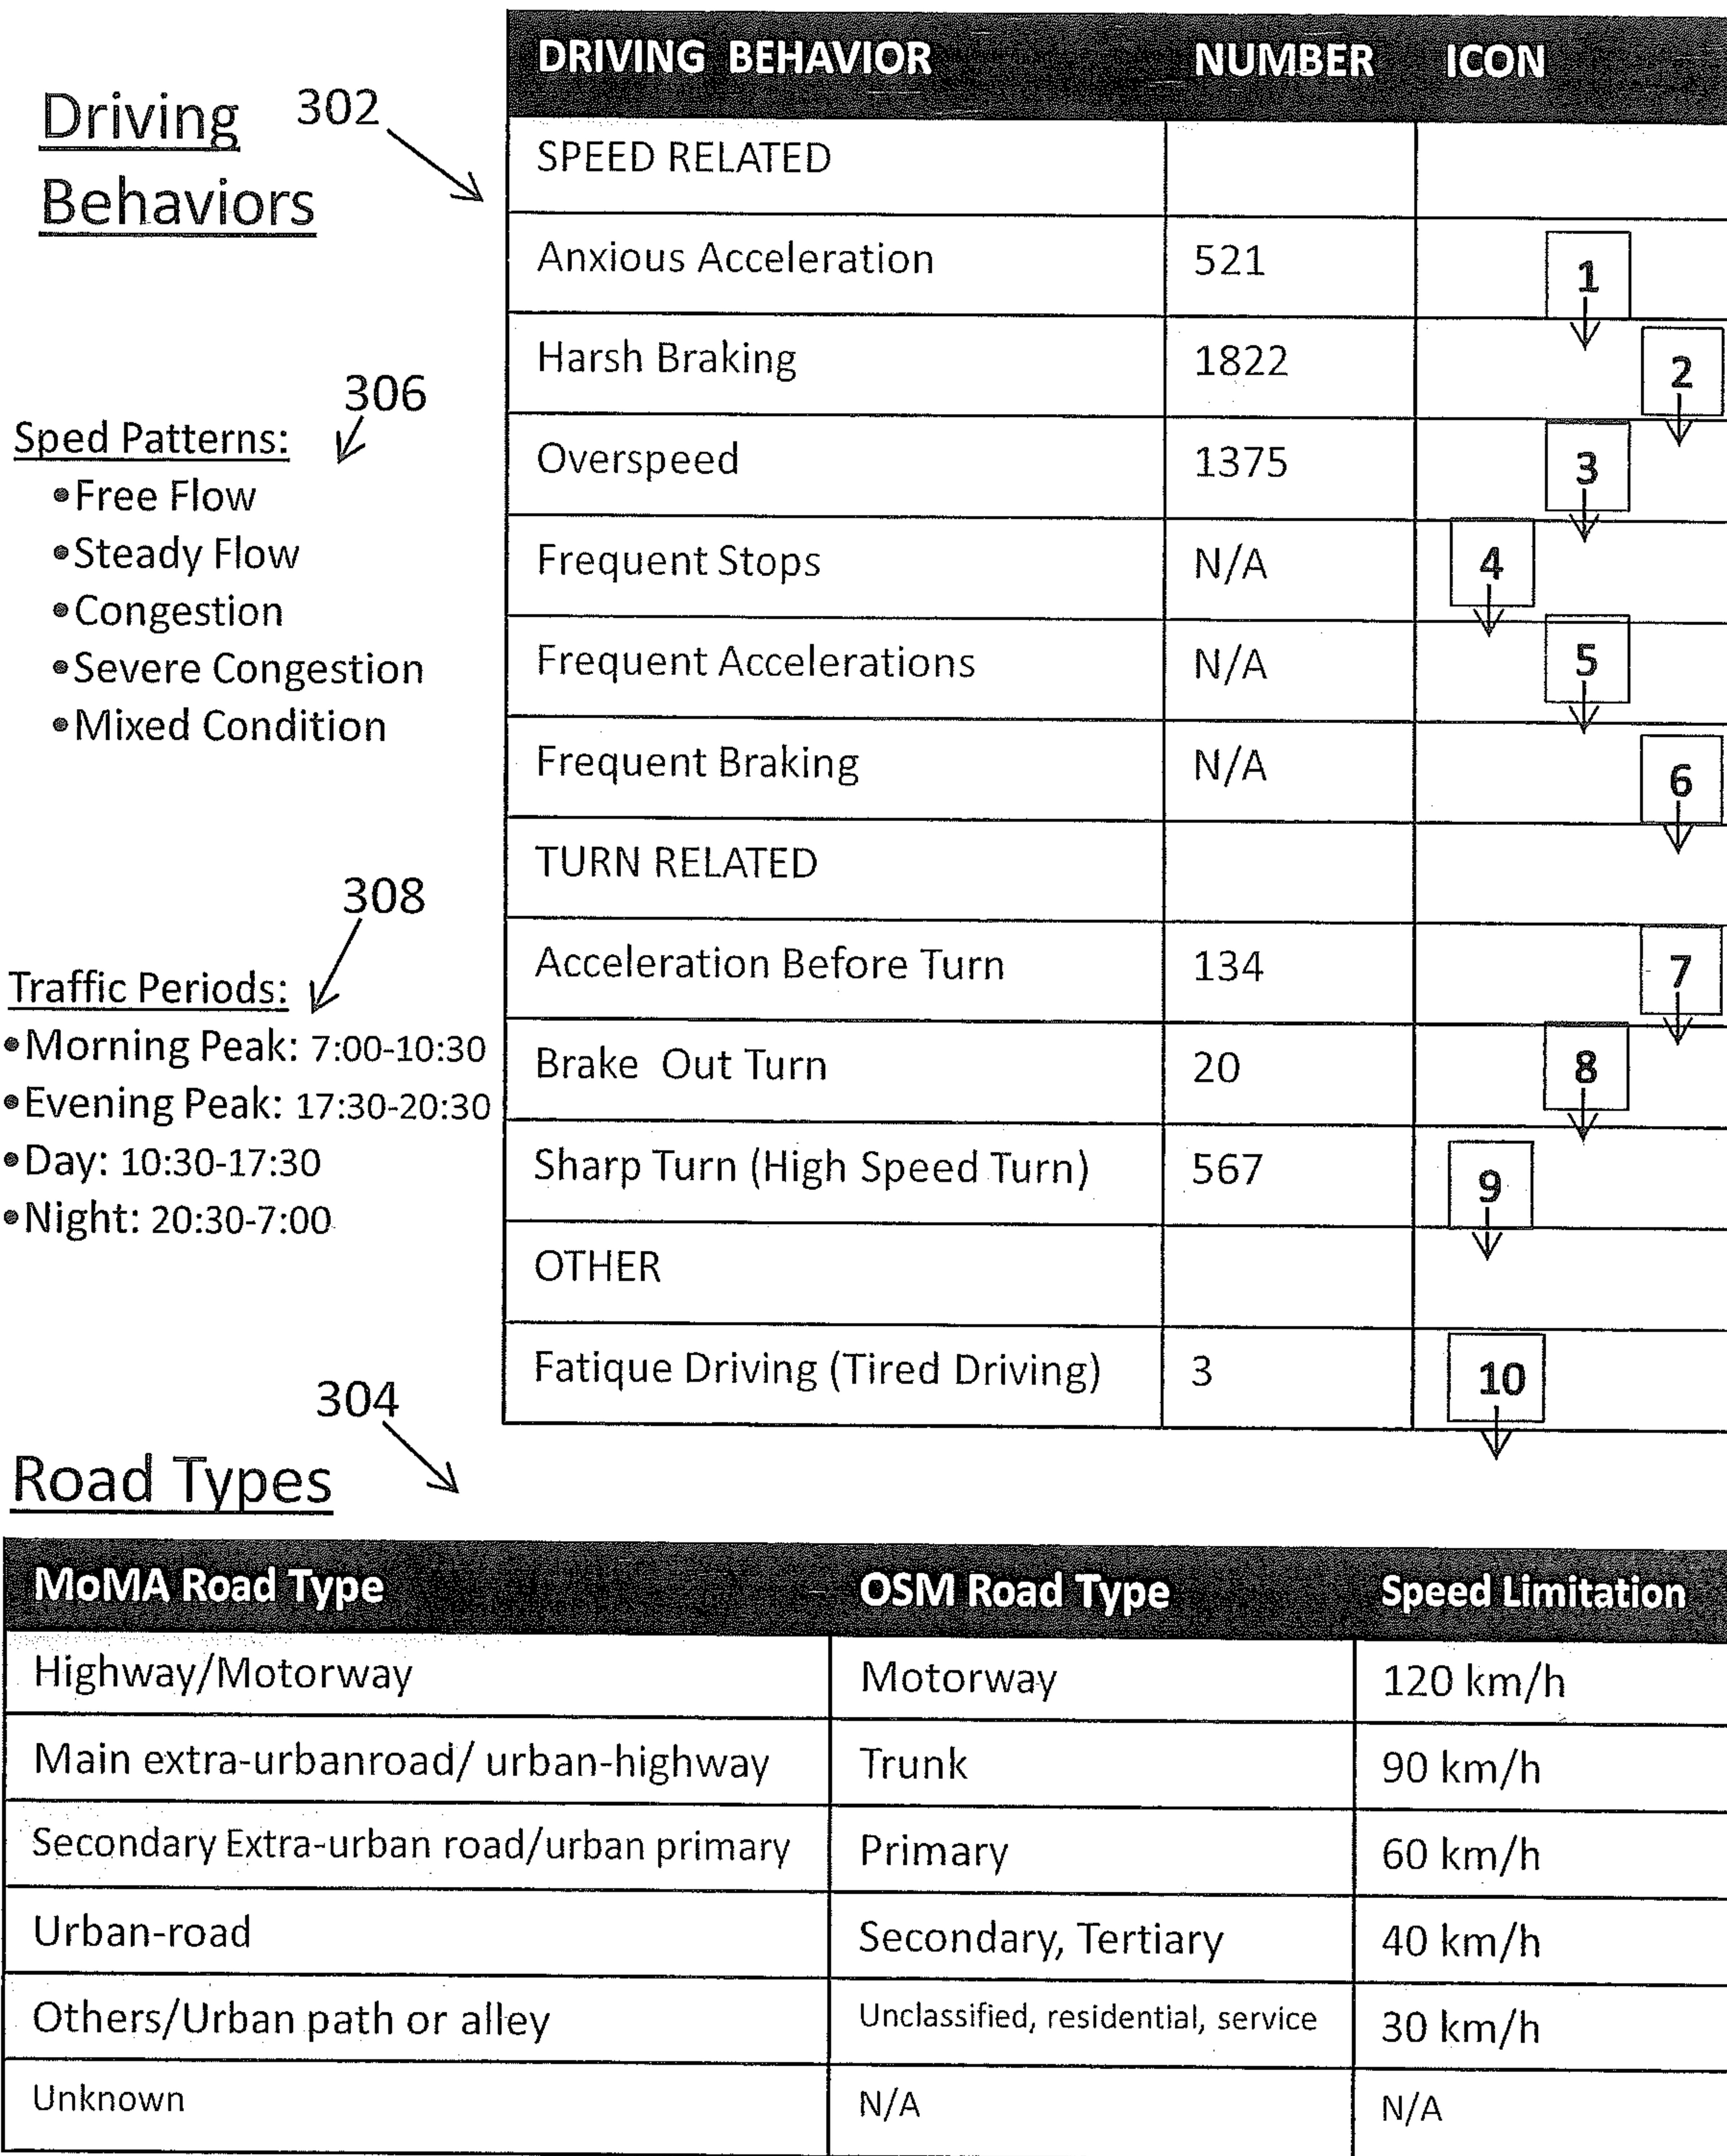 Driving
Behaviors
302
DRIVING BEHAVIOR NUMBER ICON
SPEED RELATED
Anxious Acceleration 521 1
Harsh Braking 1822 2
Overspeed 1375 3
Frequent Stops N/A 4
Frequent Accelerations N/A 5
Frequent Braking N/A 6
TURN RELATED
Acceleration Before Turn 134 7
Brake Out Turn 20 8
Sharp Turn (High Speed Turn) 567 9
OTHER
Fatique Driving (Tired Driving) 3 10
306
Sped Patterns:
•Free Flow
•Steady Flow
•Congestion
•Severe Congestion
•Mixed Condition
308
Traffic Periods:
•Morning Peak: 7:00-10:30
•Evening Peak: 17:30-20:30
•Day: 10:30-17:30
•Night: 20:30-7:00
304
Road Types
MoMA Road Type OSM Road Type Speed Limitation
Highway/Motorway Motorway 120 km/h
Main extra-urbanroad/ urban-highway Trunk 90 km/h
Secondary Extra-urban road/urban primary Primary 60 km/h
Urban-road Secondary, Tertiary 40 km/h
Others/Urban path or alley Unclassified, residential, service 30 km/h
Unknown N/A N/A